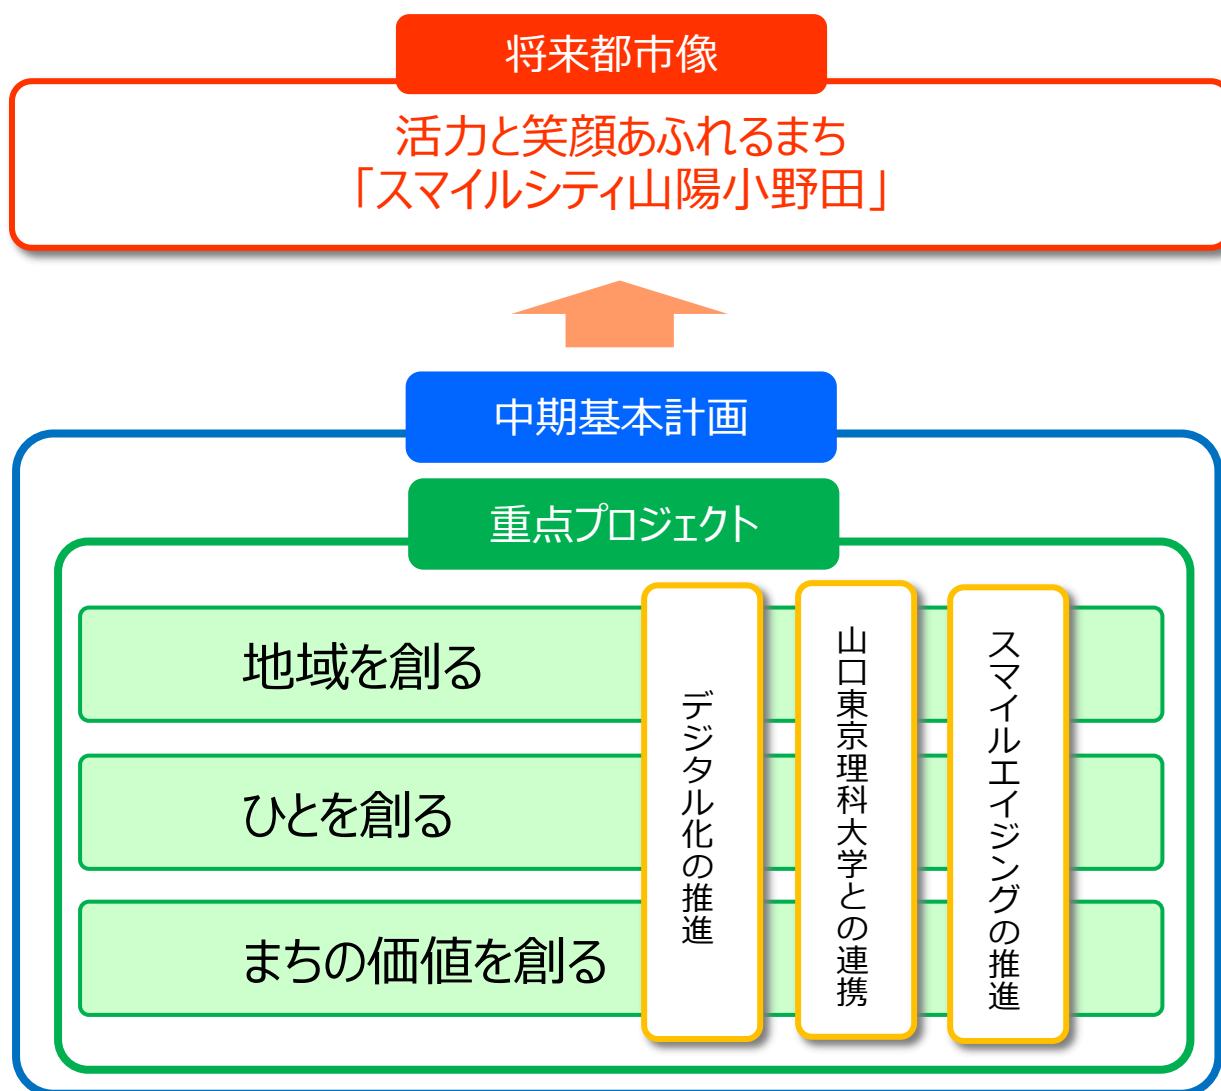 将来都市像
活力と笑顔あふれるまち
「スマイルシティ山陽小野田」
中期基本計画
重点プロジェクト
地域を創る
ひとを創る
まちの価値を創る
デジタル化の推進
山口東京理科大学との連携
スマイルエイジングの推進